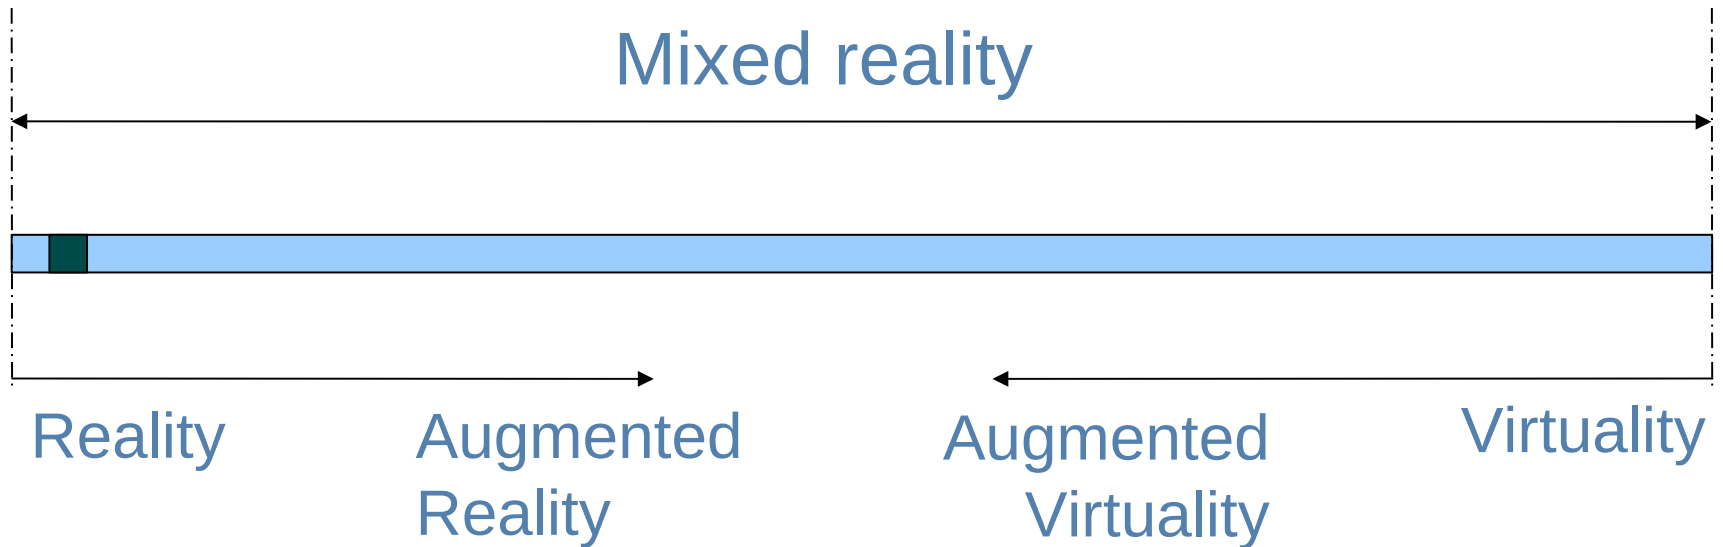 Mixed reality
Reality
Augmented
Reality
Augmented
Virtuality
Virtuality